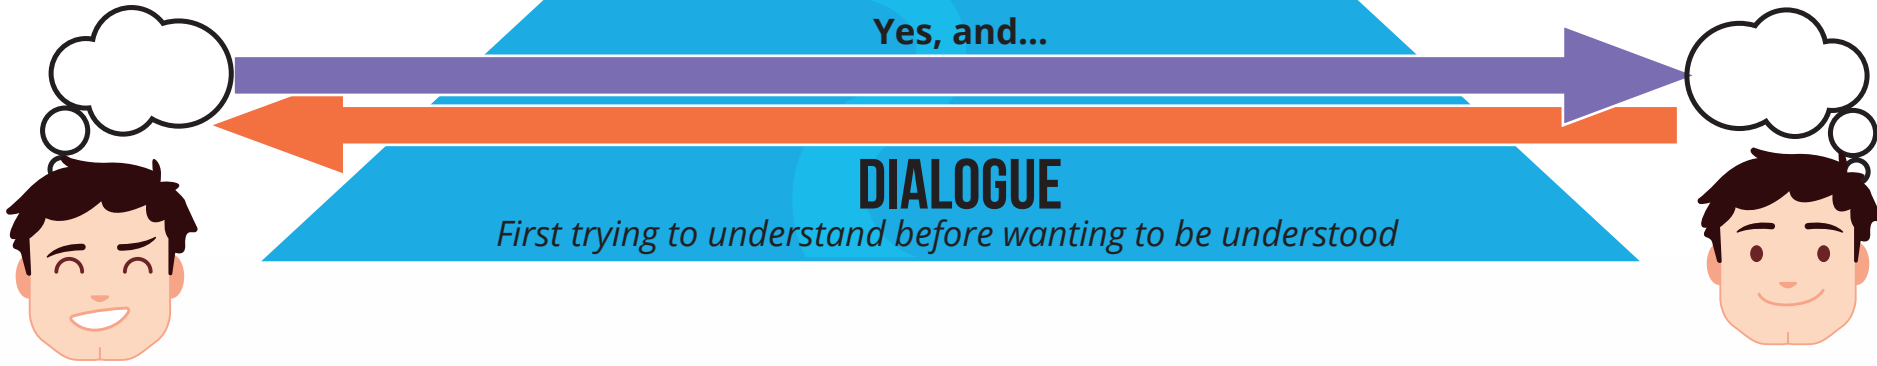 Yes, and...
DIALOGUE
First trying to understand before wanting to be understood